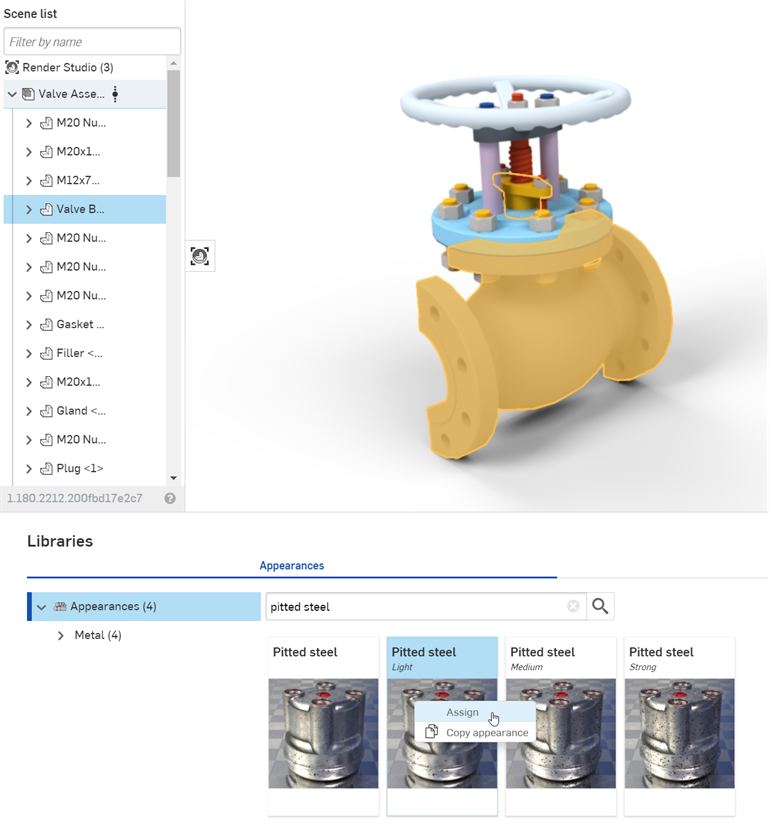 Scene list
Filter by name
Render Studio (3)
Valve Asse...
M20 Nu...
M20x1...
M12x7...
Valve B...
M20 Nu...
M20 Nu...
M20 Nu...
Gasket ...
Filler <...
M20x1...
Gland <...
M20 Nu...
Plug <1>
1.180.2212.200fbd17e2c7
Libraries
Appearances
Appearances (4)
pitted steel
Metal (4)
Pitted steel
Pitted steel
Light
Pitted steel
Medium
Pitted steel
Strong
Assign
Copy appearance